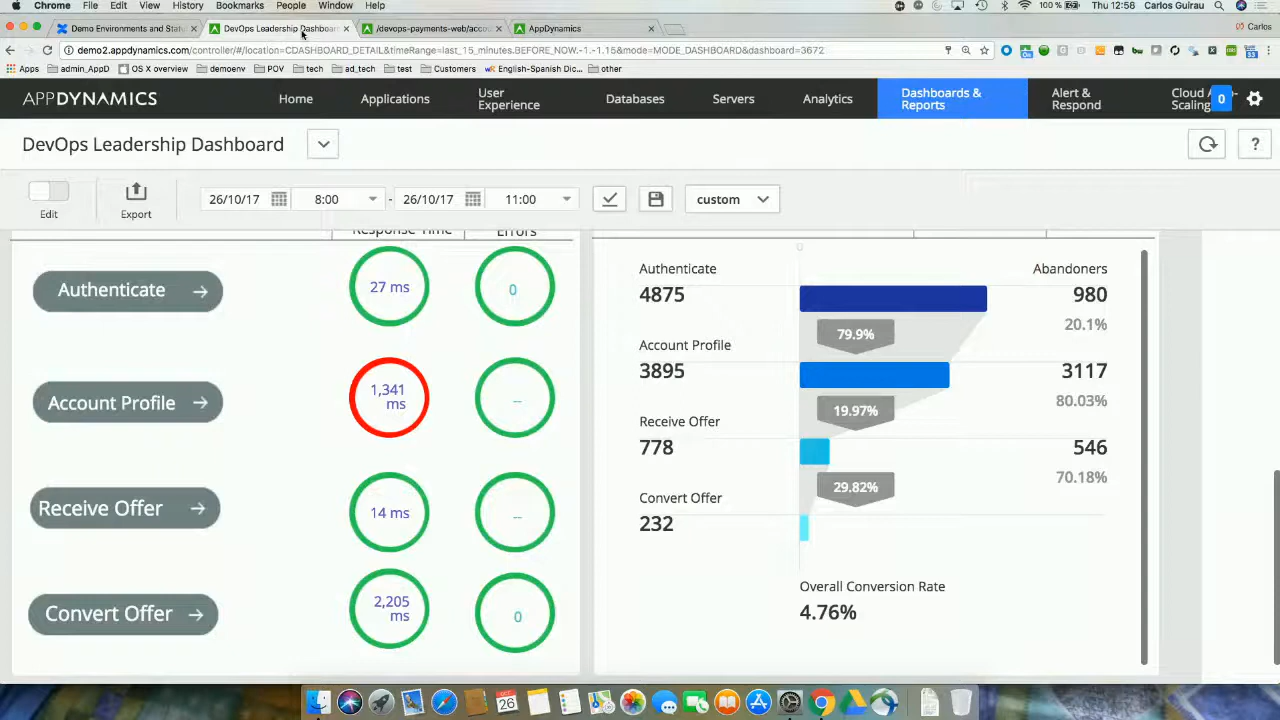 Chrome File Edit View History Bookmarks People Window Help 100 % Thu 12:56 Carlos Guirau
Demo Environments and Stat DevOps Leadership Dashboar /devops-payments-web/accou AppDynamics Carlos
demo2.appdynamics.com/controller/#/location=CDASHBOARD_DETAIL&timeRange=last_15_minutes.BEFORE_NOW.-1.-1.15&mode=MODE_DASHBOARD&dashboard=3672
Apps admin_AppD OS X overview demoenv POV tech ad_tech test Customers English-Spanish Dic... other
APPDYNAMICS Home Applications User Experience Databases Servers Analytics Dashboards & Reports Alert & Respond Cloud Scaling 0
DevOps Leadership Dashboard
?
26/10/17 8:00 - 26/10/17 11:00 custom
Edit Export
Response Time Errors
Authenticate → 27 ms 0
Account Profile → 1,341 ms --
Receive Offer → 14 ms --
Convert Offer → 2,205 ms 0
Authenticate Abandoners
4875 980
79.9% 20.1%
Account Profile
3895 3117
19.97% 80.03%
Receive Offer
778 546
29.82% 70.18%
Convert Offer
232
Overall Conversion Rate
4.76%
OCT
26